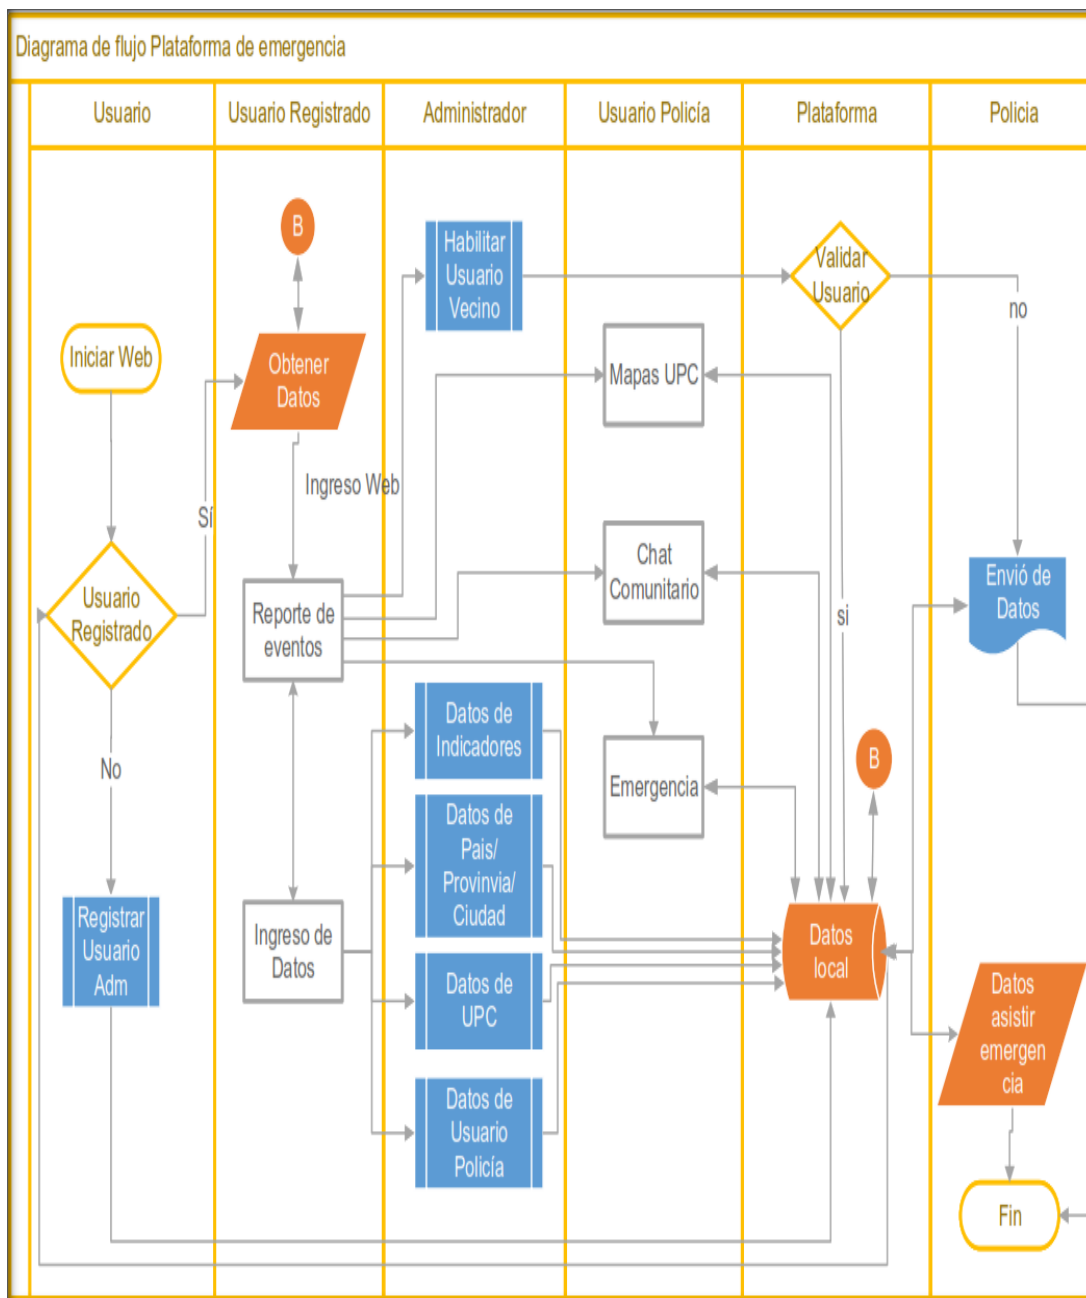 Diagrama de flujo Plataforma de emergencia
Usuario
Usuario Registrado
Administrador
Usuario Policía
Plataforma
Policia
B
Habilitar
Usuario
Vecino
Validar
Usuario
no
Iniciar Web
Obtener
Datos
Mapas UPC
Ingreso Web
Sí
Chat
Comunitario
Envió de
Datos
Usuario
Registrado
Reporte de
eventos
si
Datos de
Indicadores
No
B
Emergencia
Datos de
Pais/
Provinvia/
Ciudad
Registrar
Usuario
Adm
Ingreso de
Datos
Datos
local
Datos de
UPC
Datos
asistir
emergen
cia
Datos de
Usuario
Policía
Fin